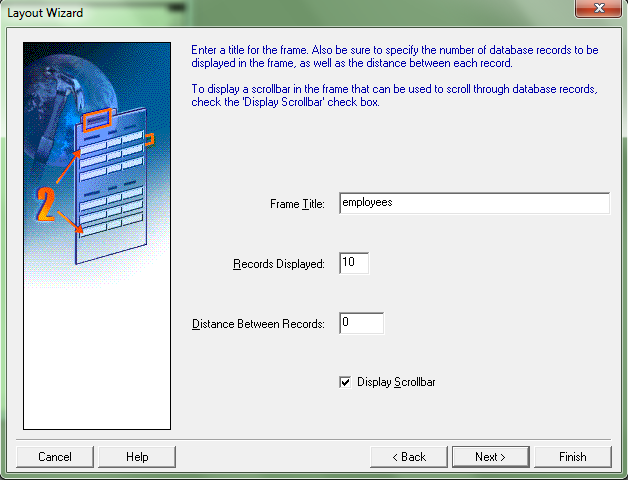 Layout Wizard
Enter a title for the frame. Also be sure to specify the number of database records to be
displayed in the frame, as well as the distance between each record.
To display a scrollbar in the frame that can be used to scroll through database records,
check the 'Display Scrollbar' check box.
2
Frame Title: employees
Records Displayed: 10
Distance Between Records: 0
Display Scrollbar
Cancel Help < Back Next > Finish